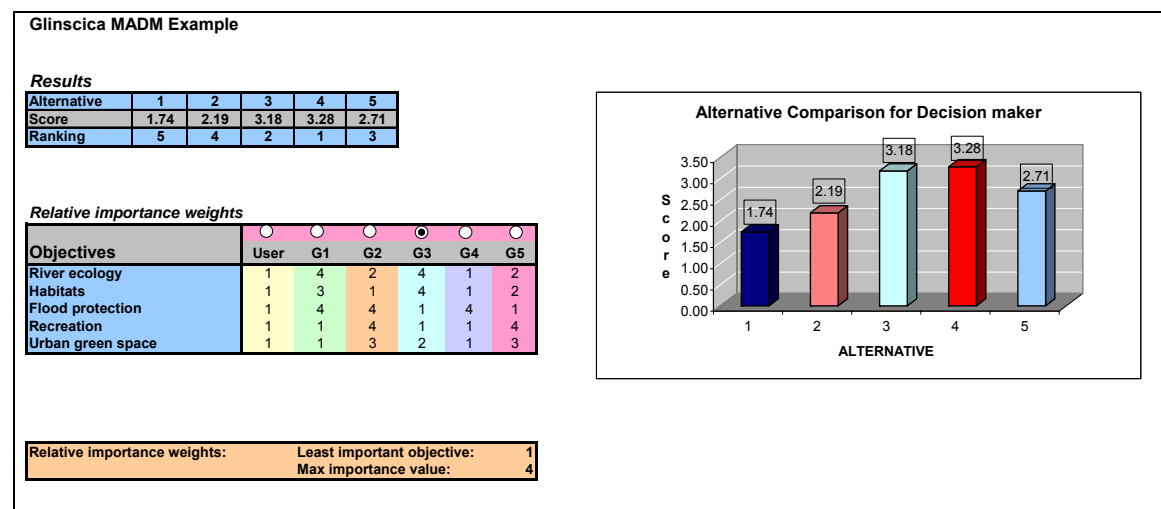 Glinscica MADM Example
Results
Alternative 1 2 3 4 5
Score 1.74 2.19 3.18 3.28 2.71
Ranking 5 4 2 1 3
Relative importance weights
Objectives User G1 G2 G3 G4 G5
River ecology 1 4 2 4 1 2
Habitats 1 3 1 4 1 2
Flood protection 1 4 4 1 4 1
Recreation 1 1 4 1 1 4
Urban green space 1 1 3 2 1 3
Relative importance weights: Least important objective: 1
Max importance value: 4
Alternative Comparison for Decision maker
Score
3.50
3.00
2.50
2.00
1.50
1.00
0.50
0.00
1.74
2.19
3.18
3.28
2.71
1 2 3 4 5
ALTERNATIVE